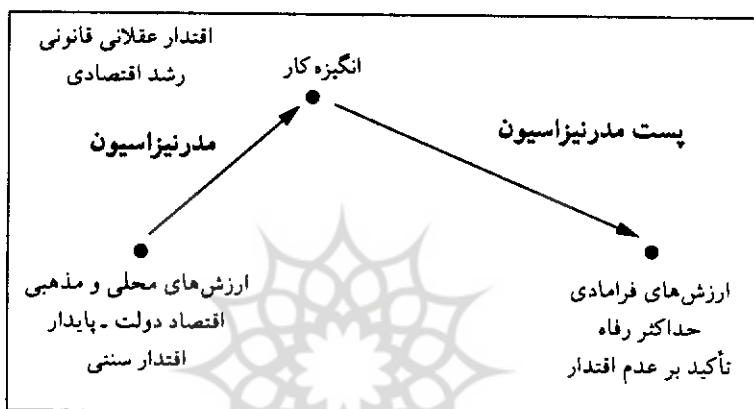 اقتدار عقلانی قانونی
رشد اقتصادی
انگیزه کار
پست مدرنیزاسیون
مدرنیزاسیون
ارزش‌های محلی و مذهبی
اقتصاد دولت ـ پایدار
اقتدار سنتی
ارزش‌های فرامادی
حداکثر رفاه
تأکید بر عدم اقتدار